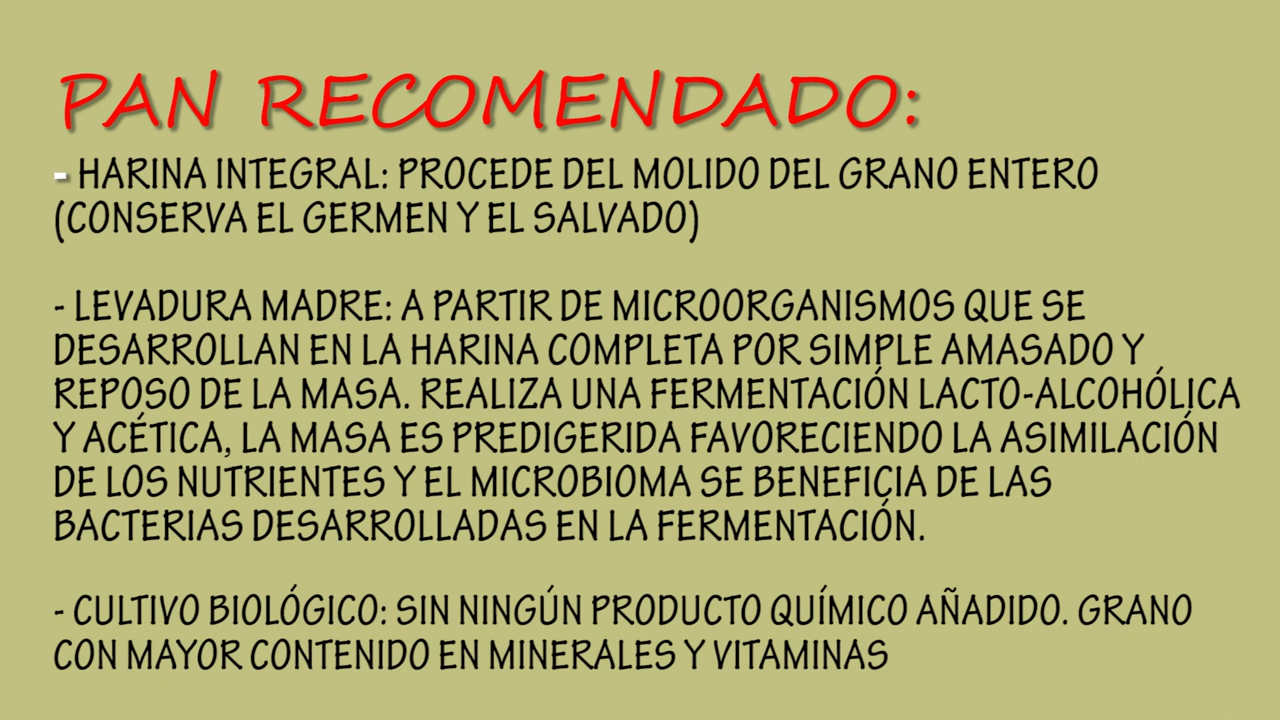 PAN RECOMENDADO:
- HARINA INTEGRAL: PROCEDE DEL MOLIDO DEL GRANO ENTERO
(CONSERVA EL GERMEN Y EL SALVADO)
- LEVADURA MADRE: A PARTIR DE MICROORGANISMOS QUE SE
DESARROLLAN EN LA HARINA COMPLETA POR SIMPLE AMASADO Y
REPOSO DE LA MASA. REALIZA UNA FERMENTACIÓN LACTO-ALCOHÓLICA
Y ACÉTICA, LA MASA ES PREDIGERIDA FAVORECIENDO LA ASIMILACIÓN
DE LOS NUTRIENTES Y EL MICROBIOMA SE BENEFICIA DE LAS
BACTERIAS DESARROLLADAS EN LA FERMENTACIÓN.
- CULTIVO BIOLÓGICO: SIN NINGÚN PRODUCTO QUÍMICO AÑADIDO. GRANO
CON MAYOR CONTENIDO EN MINERALES Y VITAMINAS